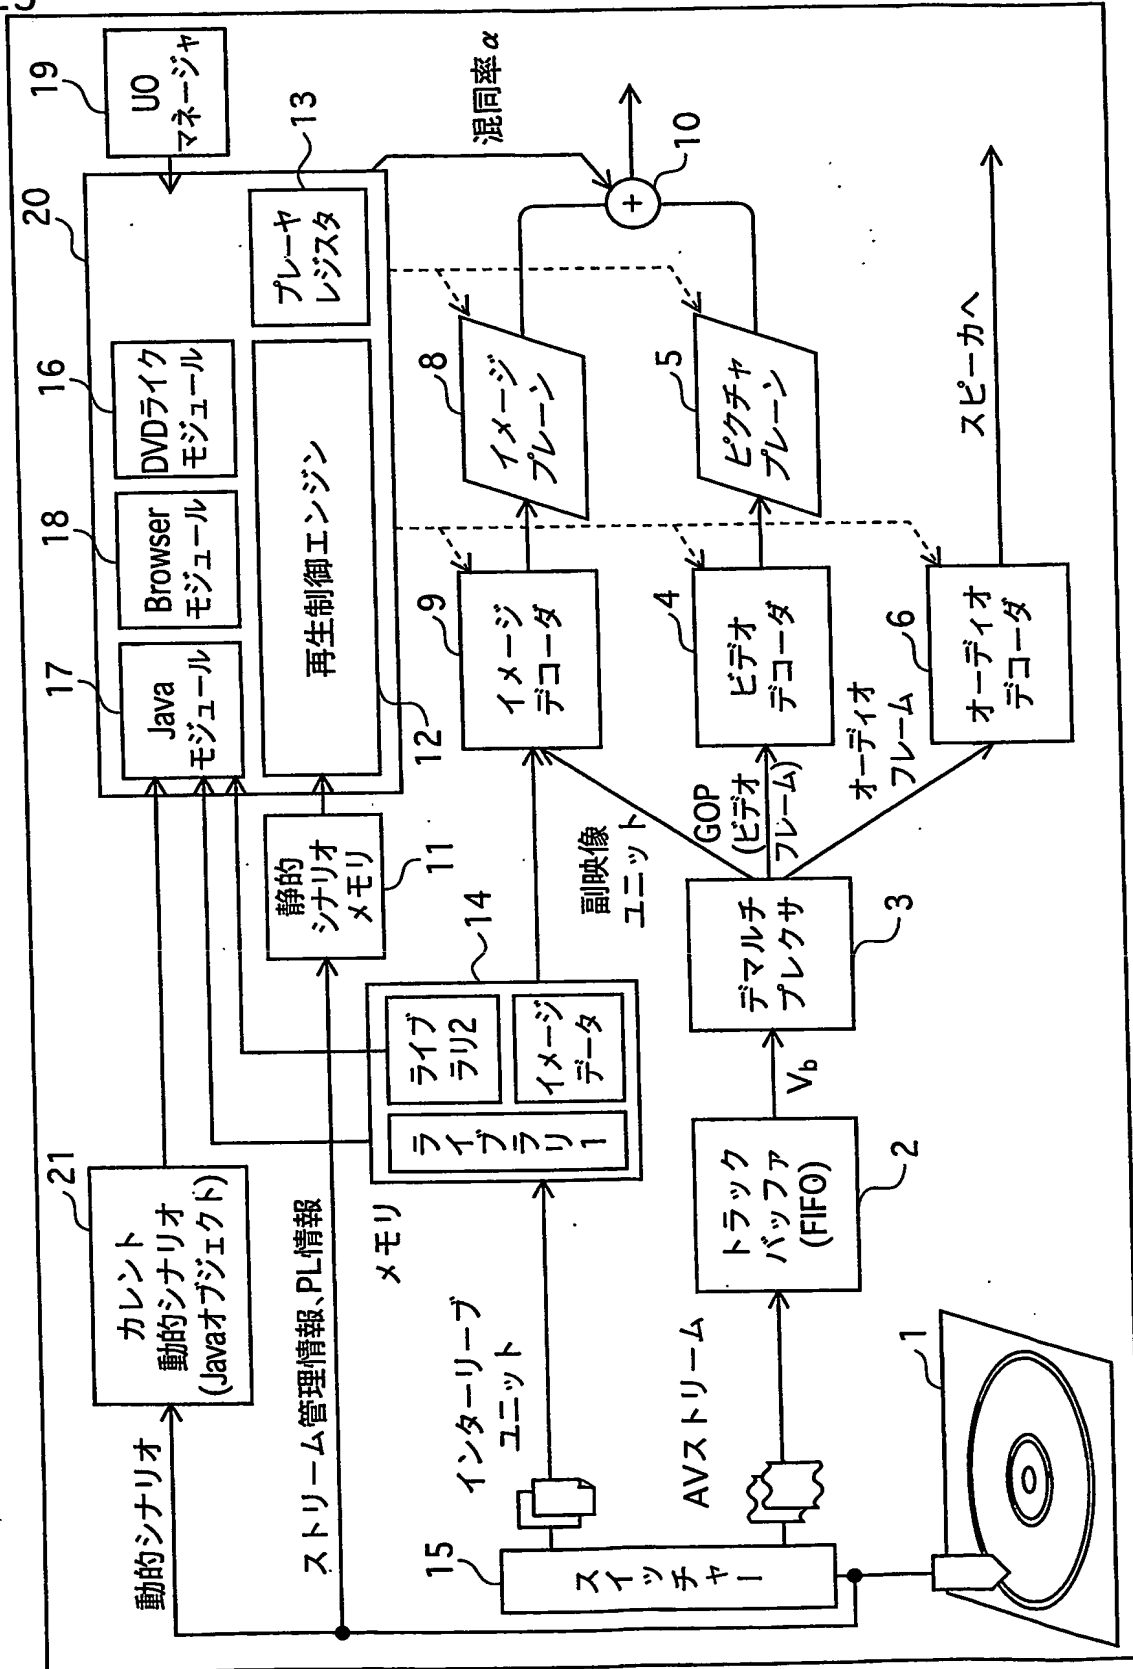 19
UO
マネージャ
20
13
プレーヤ
レジスタ
混同率α
10
16
DVDライク
モジュール
18
Browser
モジュール
17
Java
モジュール
再生制御エンジン
12
8
イメージ
プレーン
5
ピクチャ
プレーン
スピーカへ
9
イメージ
デコーダ
4
ビデオ
デコーダ
6
オーディオ
デコーダ
静的
シナリオ
メモリ
11
副映像
ユニット
GOP
(ビデオ
フレーム)
オーディオ
フレーム
14
ライブ
ラリ2
イメージ
データ
ライブラリ1
メモリ
デマルチ
プレクサ
3
Vb
21
カレント
動的シナリオ
(Javaオブジェクト)
動的シナリオ
ストリーム管理情報、PL情報
インターリーブ
ユニット
トラック
バッファ
(FIFO)
2
AVストリーム
15
スイッチャー
1
+